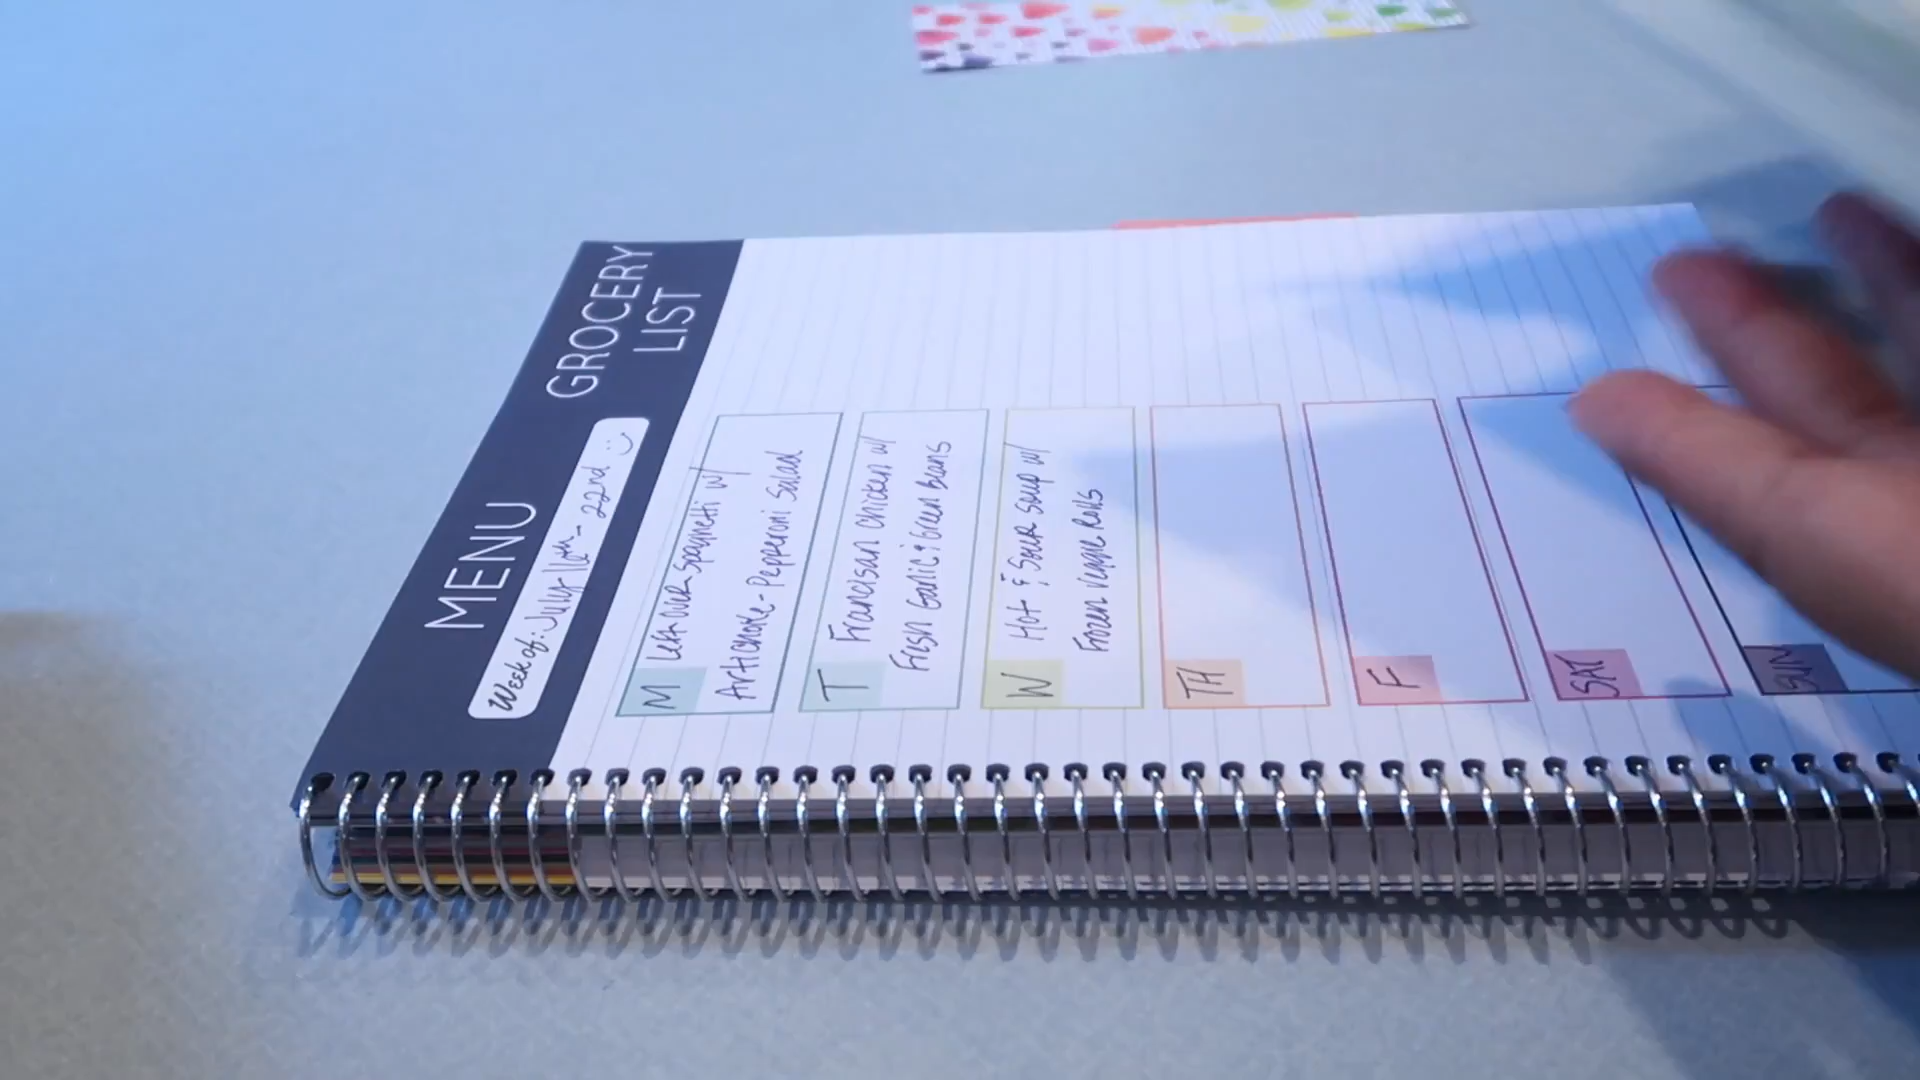 MENU
GROCERY
LIST
Week of: July 16th - 22nd
M
Left over spaghetti w/
Artichoke - Pepperoni Salad
T
Francisan chicken w/
Fresh Garlic & Green Beans
W
Hot & Sour soup w/
Frozen veggie Rolls
TH
F
SAT
SUN